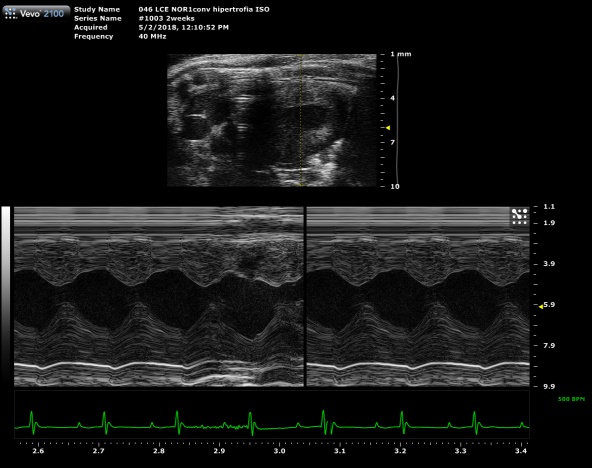 Vevo 2100
Study Name 046 LCE NOR1conv hipertrofia ISO
Series Name #1003 2weeks
Acquired 5/2/2018, 12:10:52 PM
Frequency 40 MHz
1 mm
4
7
10
1.1
1.9
3.9
5.9
7.9
9.9
500 BPM
2.6 2.7 2.8 2.9 3.0 3.1 3.2 3.3 3.4